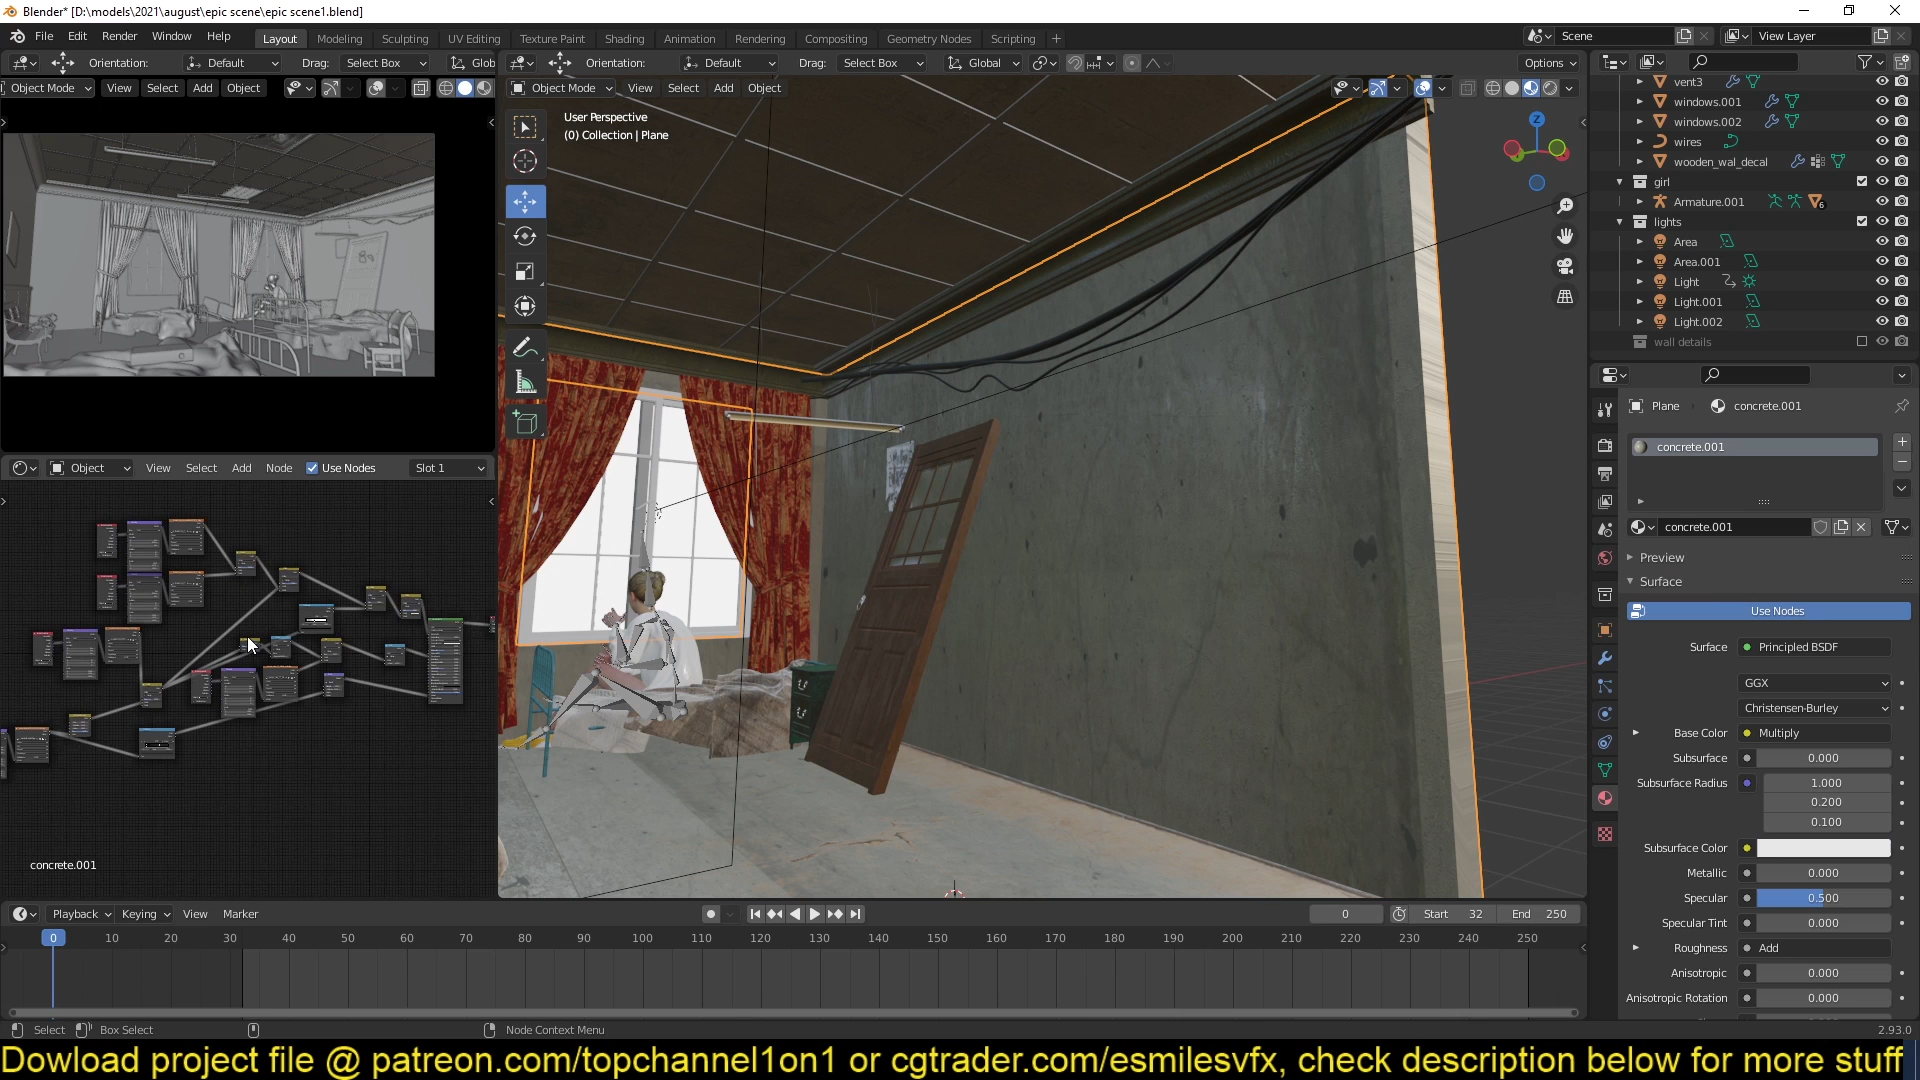 Blender* [D:\models\2021\august\epic scene\epic scene1.blend]
File Edit Render Window Help Layout Modeling Sculpting UV Editing Texture Paint Shading Animation Rendering Compositing Geometry Nodes Scripting + Scene View Layer
Orientation: Default Drag: Select Box Glob Orientation: Default Drag: Select Box Global Options
Object Mode View Select Add Object Object Mode View Select Add Object
User Perspective
(0) Collection | Plane
Z
vent3
windows.001
windows.002
wires
wooden_wal_decal
girl
Armature.001 6
lights
Area
Area.001
Light
Light.001
Light.002
wall details
Plane concrete.001
concrete.001
concrete.001
Preview
Surface
Use Nodes
Surface Principled BSDF
GGX
Christensen-Burley
Base Color Multiply
Subsurface 0.000
Subsurface Radius 1.000
0.200
0.100
Subsurface Color
Metallic 0.000
Specular 0.500
Specular Tint 0.000
Roughness Add
Anisotropic 0.000
Anisotropic Rotation 0.000
Object View Select Add Node Use Nodes Slot 1
concrete.001
Playback Keying View Marker 0 Start 32 End 250
0 10 20 30 40 50 60 70 80 90 100 110 120 130 140 150 160 170 180 190 200 210 220 230 240 250
Select Box Select Node Context Menu 2.93.0
Dowload project file @ patreon.com/topchannel1on1 or cgtrader.com/esmilesvfx, check description below for more stuff